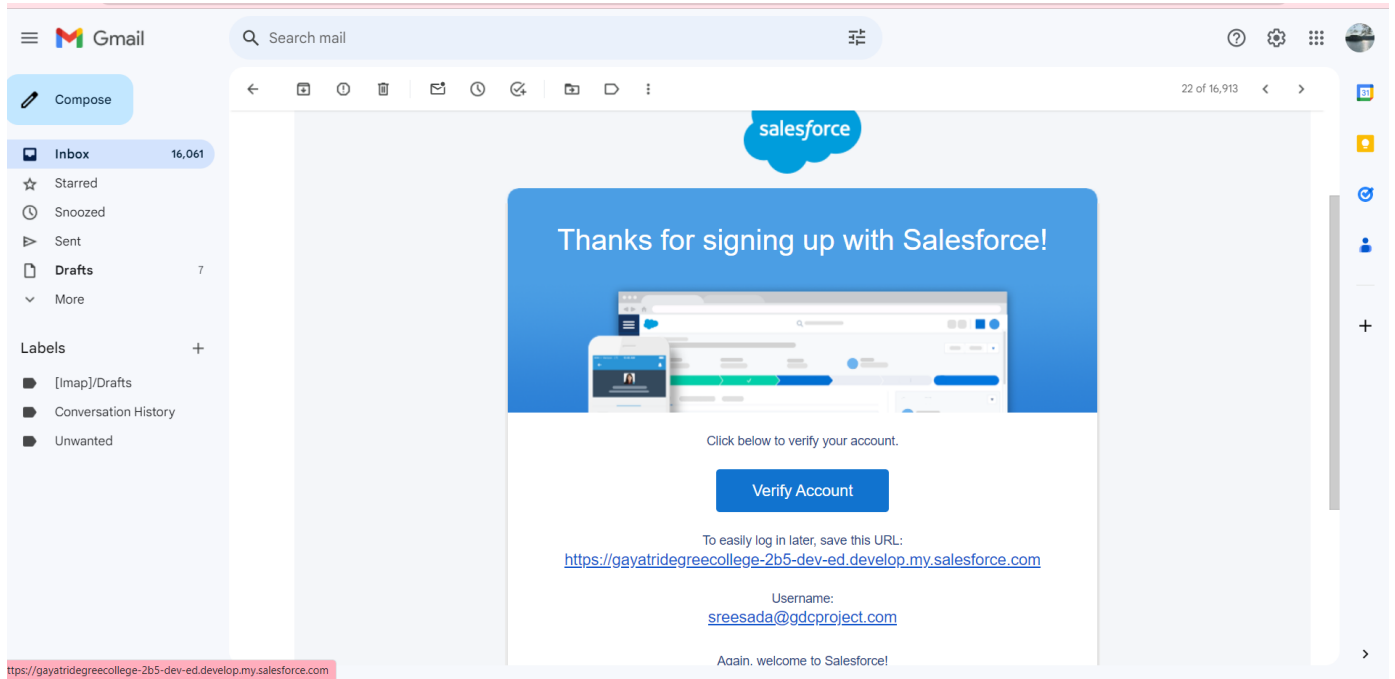 Gmail
Search mail
Compose
22 of 16,913
31
Inbox 16,061
Starred
Snoozed
Sent
Drafts 7
More
Labels
[Imap]/Drafts
Conversation History
Unwanted
salesforce
Thanks for signing up with Salesforce!
Click below to verify your account.
Verify Account
To easily log in later, save this URL:
https://gayatridegreecollege-2b5-dev-ed.develop.my.salesforce.com
Username:
sreesada@gdcproject.com
Again, welcome to Salesforce!
ttps://gayatridegreecollege-2b5-dev-ed.develop.my.salesforce.com